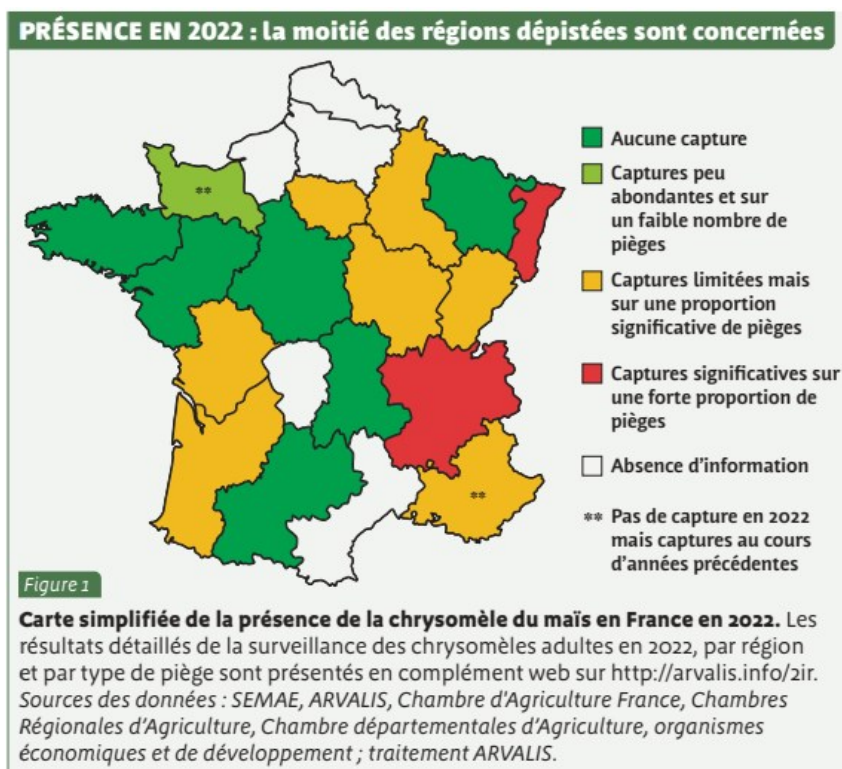 PRÉSENCE EN 2022 : la moitié des régions dépistées sont concernées
Aucune capture
Captures peu
abondantes et sur
un faible nombre de
pièges
Captures limitées mais
sur une proportion
significative de pièges
Captures significatives sur
une forte proportion de
pièges
Absence d'information
** Pas de capture en 2022
mais captures au cours
d'années précédentes
**
**
Figure 1
Carte simplifiée de la présence de la chrysomèle du maïs en France en 2022. Les
résultats détaillés de la surveillance des chrysomèles adultes en 2022, par région
et par type de piège sont présentés en complément web sur http://arvalis.info/2ir.
Sources des données : SEMAE, ARVALIS, Chambre d'Agriculture France, Chambres
Régionales d'Agriculture, Chambre départementales d'Agriculture, organismes
économiques et de développement ; traitement ARVALIS.